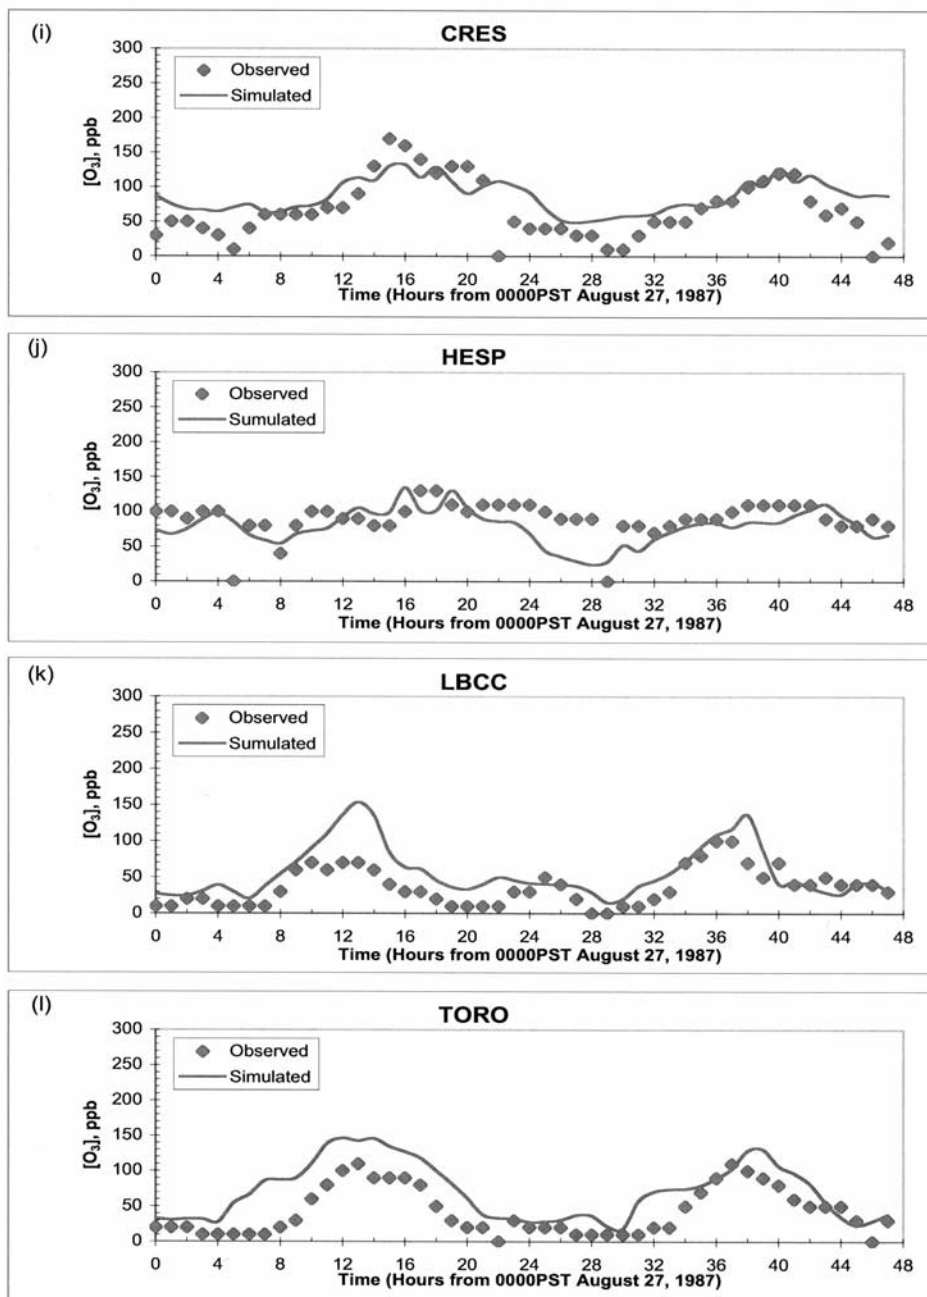 (i)
CRES
[O₃], ppb
300
250
200
150
100
50
0
Observed
Simulated
0 4 8 12 16 20 24 28 32 36 40 44 48
Time (Hours from 0000PST August 27, 1987)
(j)
HESP
[O₃], ppb
300
250
200
150
100
50
0
Observed
Sumulated
0 4 8 12 16 20 24 28 32 36 40 44 48
Time (Hours from 0000PST August 27, 1987)
(k)
LBCC
[O₃], ppb
300
250
200
150
100
50
0
Observed
Sumulated
0 4 8 12 16 20 24 28 32 36 40 44 48
Time (Hours from 0000PST August 27, 1987)
(l)
TORO
[O₃], ppb
300
250
200
150
100
50
0
Observed
Simulated
0 4 8 12 16 20 24 28 32 36 40 44 48
Time (Hours from 0000PST August 27, 1987)